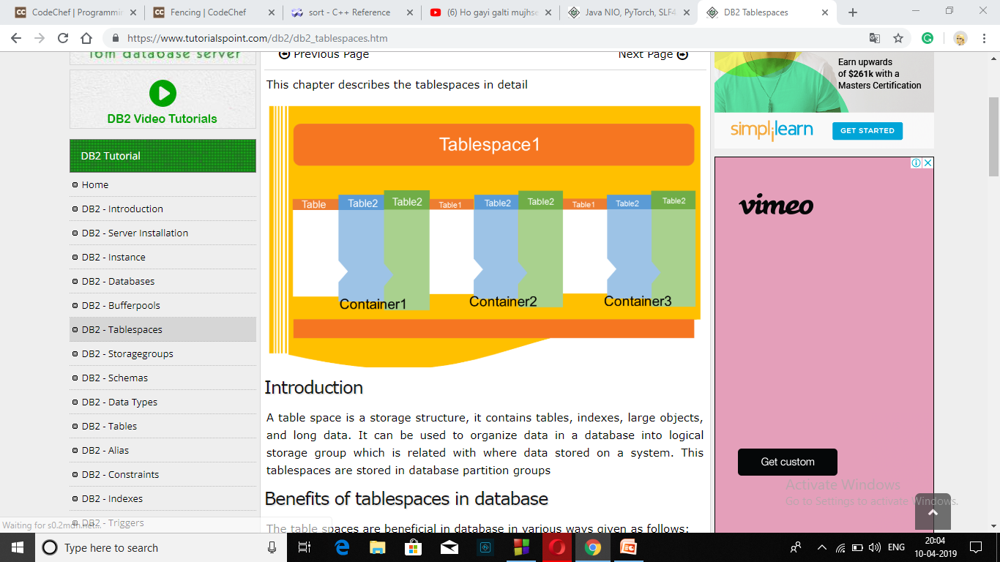 CodeChef | Programmin
Fencing | CodeChef
sort - C++ Reference
(6) Ho gayi galti mujhse
Java NIO, PyTorch, SLF4
DB2 Tablespaces
https://www.tutorialspoint.com/db2/db2_tablespaces.htm
IBM database server
DB2 Video Tutorials
DB2 Tutorial
Home
DB2 - Introduction
DB2 - Server Installation
DB2 - Instance
DB2 - Databases
DB2 - Bufferpools
DB2 - Tablespaces
DB2 - Storagegroups
DB2 - Schemas
DB2 - Data Types
DB2 - Tables
DB2 - Alias
DB2 - Constraints
DB2 - Indexes
DB2 - Triggers
Waiting for s0.2mdn.net...
Previous Page
Next Page
This chapter describes the tablespaces in detail
Tablespace1
Table Table2 Table2 Table1 Table2 Table2 Table1 Table2 Table2
Container1 Container2 Container3
Introduction
A table space is a storage structure, it contains tables, indexes, large objects,
and long data. It can be used to organize data in a database into logical
storage group which is related with where data stored on a system. This
tablespaces are stored in database partition groups
Benefits of tablespaces in database
The table spaces are beneficial in database in various ways given as follows:
Earn upwards
of $261k with a
Masters Certification
simplilearn
GET STARTED
vimeo
Get custom
Activate Windows
Go to Settings to activate Windows.
Type here to search
ENG
20:04
10-04-2019